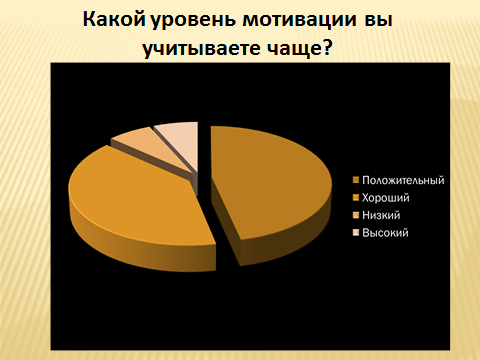 Какой уровень мотивации вы
учитываете чаще?
Положительный
Хороший
Низкий
Высокий